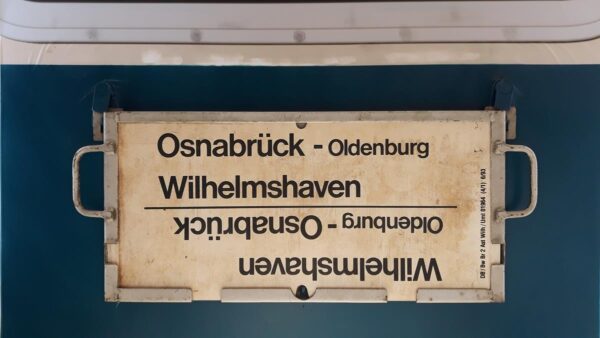 Osnabrück - Oldenburg
Wilhelmshaven
Wilhelmshaven
Oldenburg - Osnabrück